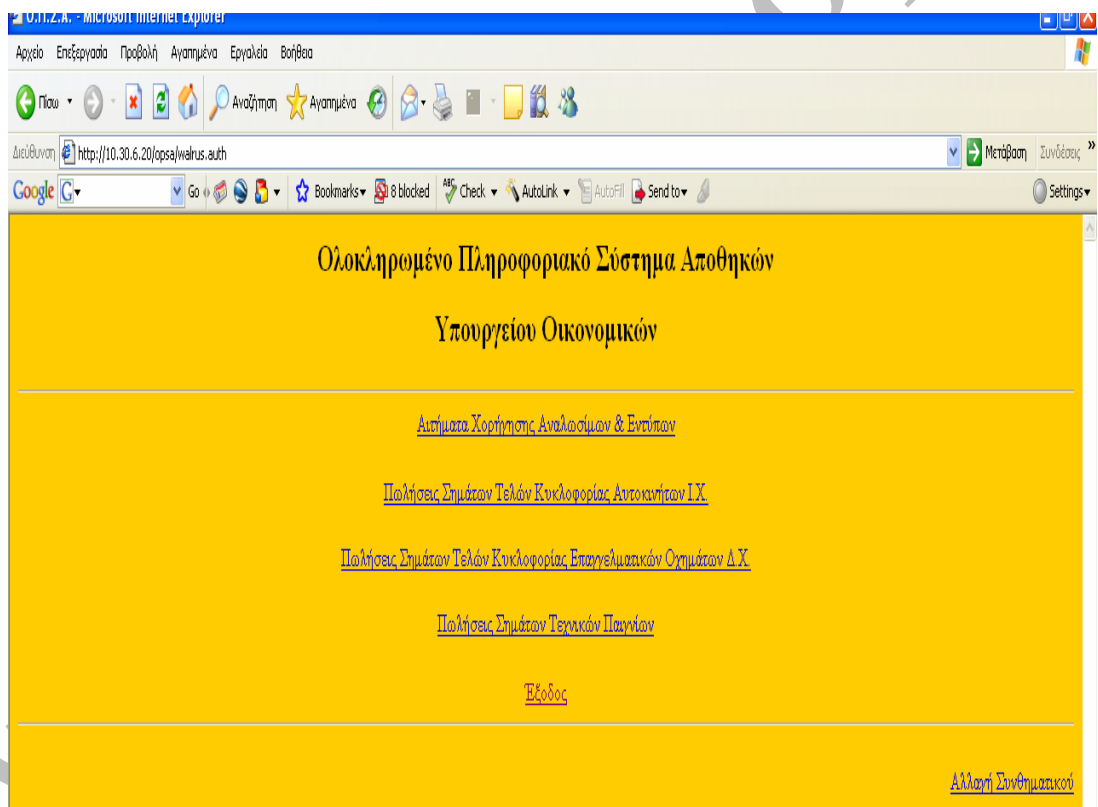 Ο.Π.Σ.Α. - Microsoft Internet Explorer
Αρχείο Επεξεργασία Προβολή Αγαπημένα Εργαλεία Βοήθεια
Πίσω Αναζήτηση Αγαπημένα
Διεύθυνση http://10.30.6.20/opsa/walrus.auth Μετάβαση Συνδέσεις »
Google G Go Bookmarks 8 blocked ABC Check AutoLink AutoFill Send to Settings
Ολοκληρωμένο Πληροφοριακό Σύστημα Αποθηκών
Υπουργείου Οικονομικών
Αιτήματα Χορήγησης Αναλωσίμων & Εντύπων
Πωλήσεις Σημάτων Τελών Κυκλοφορίας Αυτοκινήτων Ι.Χ.
Πωλήσεις Σημάτων Τελών Κυκλοφορίας Επαγγελματικών Οχημάτων Δ.Χ.
Πωλήσεις Σημάτων Τεχνικών Παιγνίων
Έξοδος
Αλλαγή Συνθηματικού